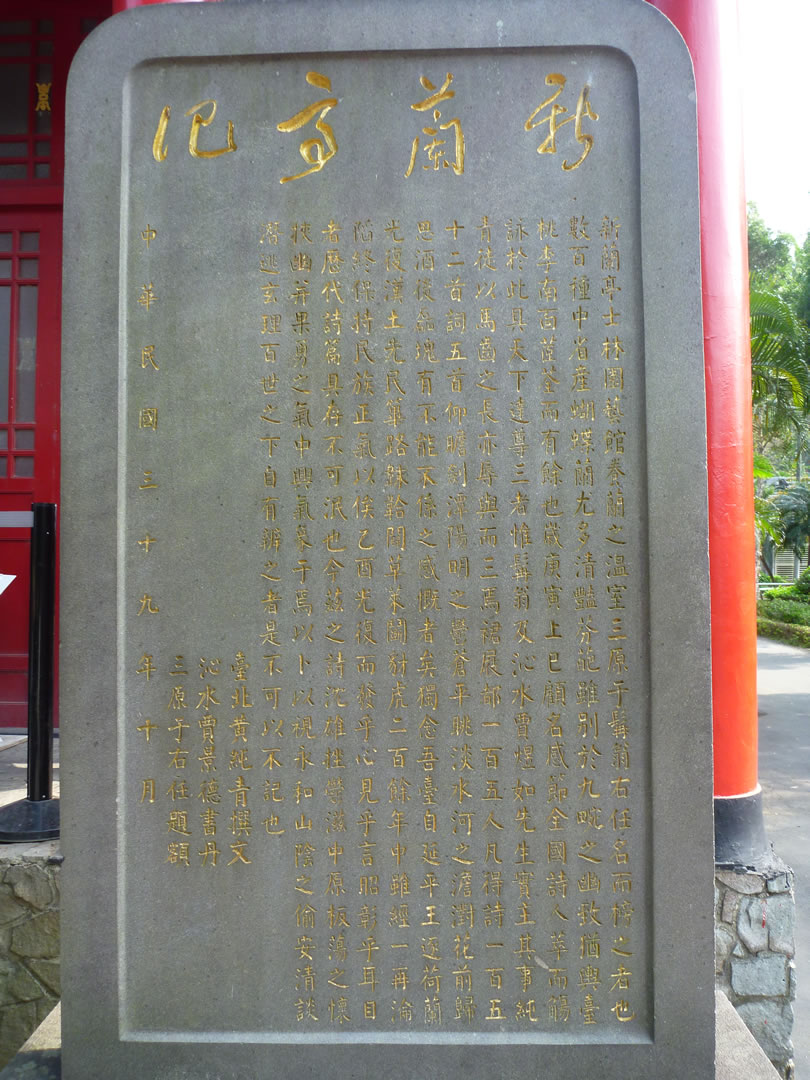 新蘭亭記
新蘭亭士林園藝館養蘭之温室三原于髯翁右任名而榜之者也
數百種中省產蝴蝶蘭尤多清豔芬葩雖別於九畹之幽致猶與臺
桃李南百荃而有餘也歲庚寅上巳顧名感節全國詩人萃而觴
訴於此具天下達尊三者惟髯翁及沁水賈煜如先生實主其事純
青徒以馬齒之長亦辱與而三焉裙屐都一百五人凡得詩一百五
十二首詞五首仰瞻劍潭陽明之鬱蒼平眺淡水河之澹瀾花前歸
思酒後磊塊有不能不係之感慨者矣獨念吾臺自延平王逐荷蘭
光復漢土先民篳路開草萊闢豺虎二百餘年中雖經一再淪
陷終保持民族正氣以俟乙酉光復而發乎心見乎言昭彰乎耳目
者歷代詩篇具存不可泯也今茲之詩沈雄挫鬱滋中原板蕩之懷
挾幽并果勇之氣中興氣象于焉以卜以視永和山陰之偷安清談
潛逃玄理百世之下自有辨之者是不可以不記也
臺北黃純青撰文
沁水賈景德書丹
三原于右任題額
中華民國三十九年十月